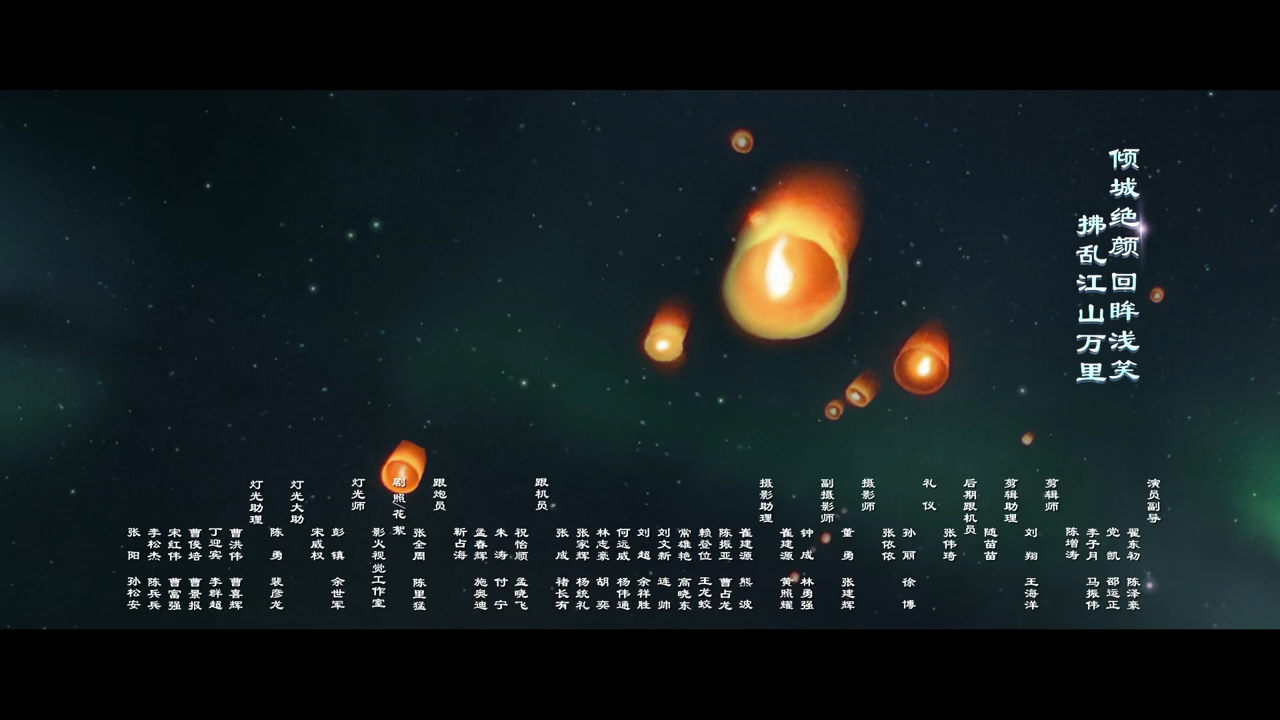 倾城绝颜 回眸浅笑
拂乱江山万里
演员副导
翟东初 陈泽豪
党凯 邵运正
李子月 马振伟
陈增涛
剪辑师
刘翔 王海洋
剪辑助理
随苗苗
后期跟机员
张伟琦
礼仪
孙丽 徐博
张依依
摄影师
董勇 张建辉
副摄影师
钟成 林勇强
崔建源 黄照耀
摄影助理
崔建源 熊波
陈振亚 曹占龙
赖登位 王龙蛟
常雄艳 高晓东
刘文新 连帅
刘超 余祥胜
何远威 杨伟通
林志豪 胡奕
张家辉 杨统礼
张成 褚长有
跟机员
祝怡顺 孟晓飞
朱涛 付宁
孟春辉 施奥迪
靳占海
跟炮员
张全周 陈里猛
剧照/花絮
影火视觉工作室
灯光师
彭镇 余世军
宋威权
灯光大助
陈勇 裴彦龙
灯光助理
曹洪伟 曹喜辉
丁迎宾 李群超
曹俊培 曹景报
宋红伟 曹富强
李松杰 陈兵兵
张阳 孙松安